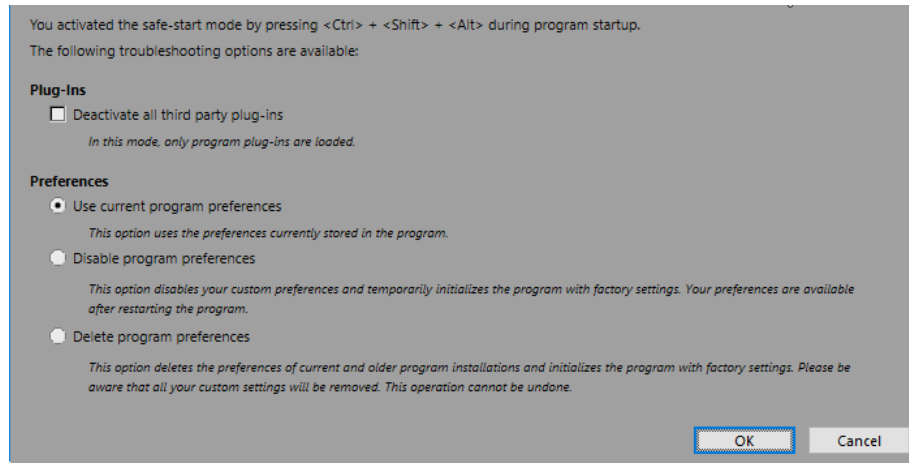 You activated the safe-start mode by pressing <Ctrl> + <Shift> + <Alt> during program startup.
The following troubleshooting options are available:
Plug-Ins
Deactivate all third party plug-ins
In this mode, only program plug-ins are loaded.
Preferences
Use current program preferences
This option uses the preferences currently stored in the program.
Disable program preferences
This option disables your custom preferences and temporarily initializes the program with factory settings. Your preferences are available
after restarting the program.
Delete program preferences
This option deletes the preferences of current and older program installations and initializes the program with factory settings. Please be
aware that all your custom settings will be removed. This operation cannot be undone.
OK Cancel